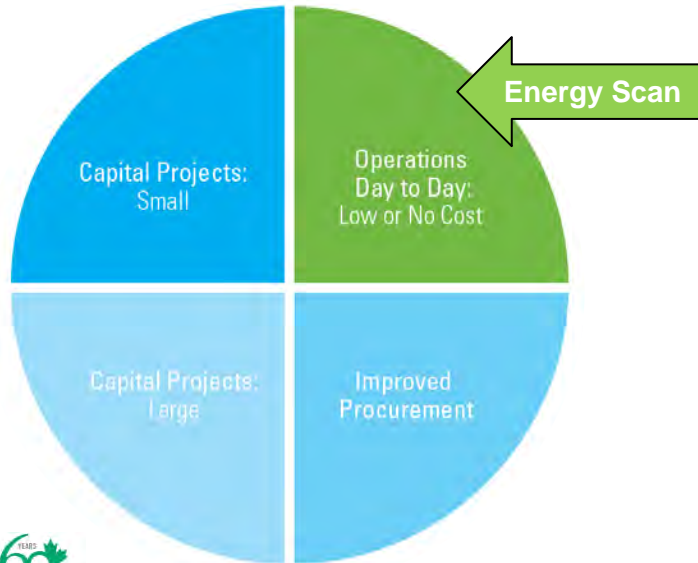 Capital Projects:
Small
Operations
Day to Day:
Low or No Cost
Energy Scan
Capital Projects:
Large
Improved
Procurement
YEARS